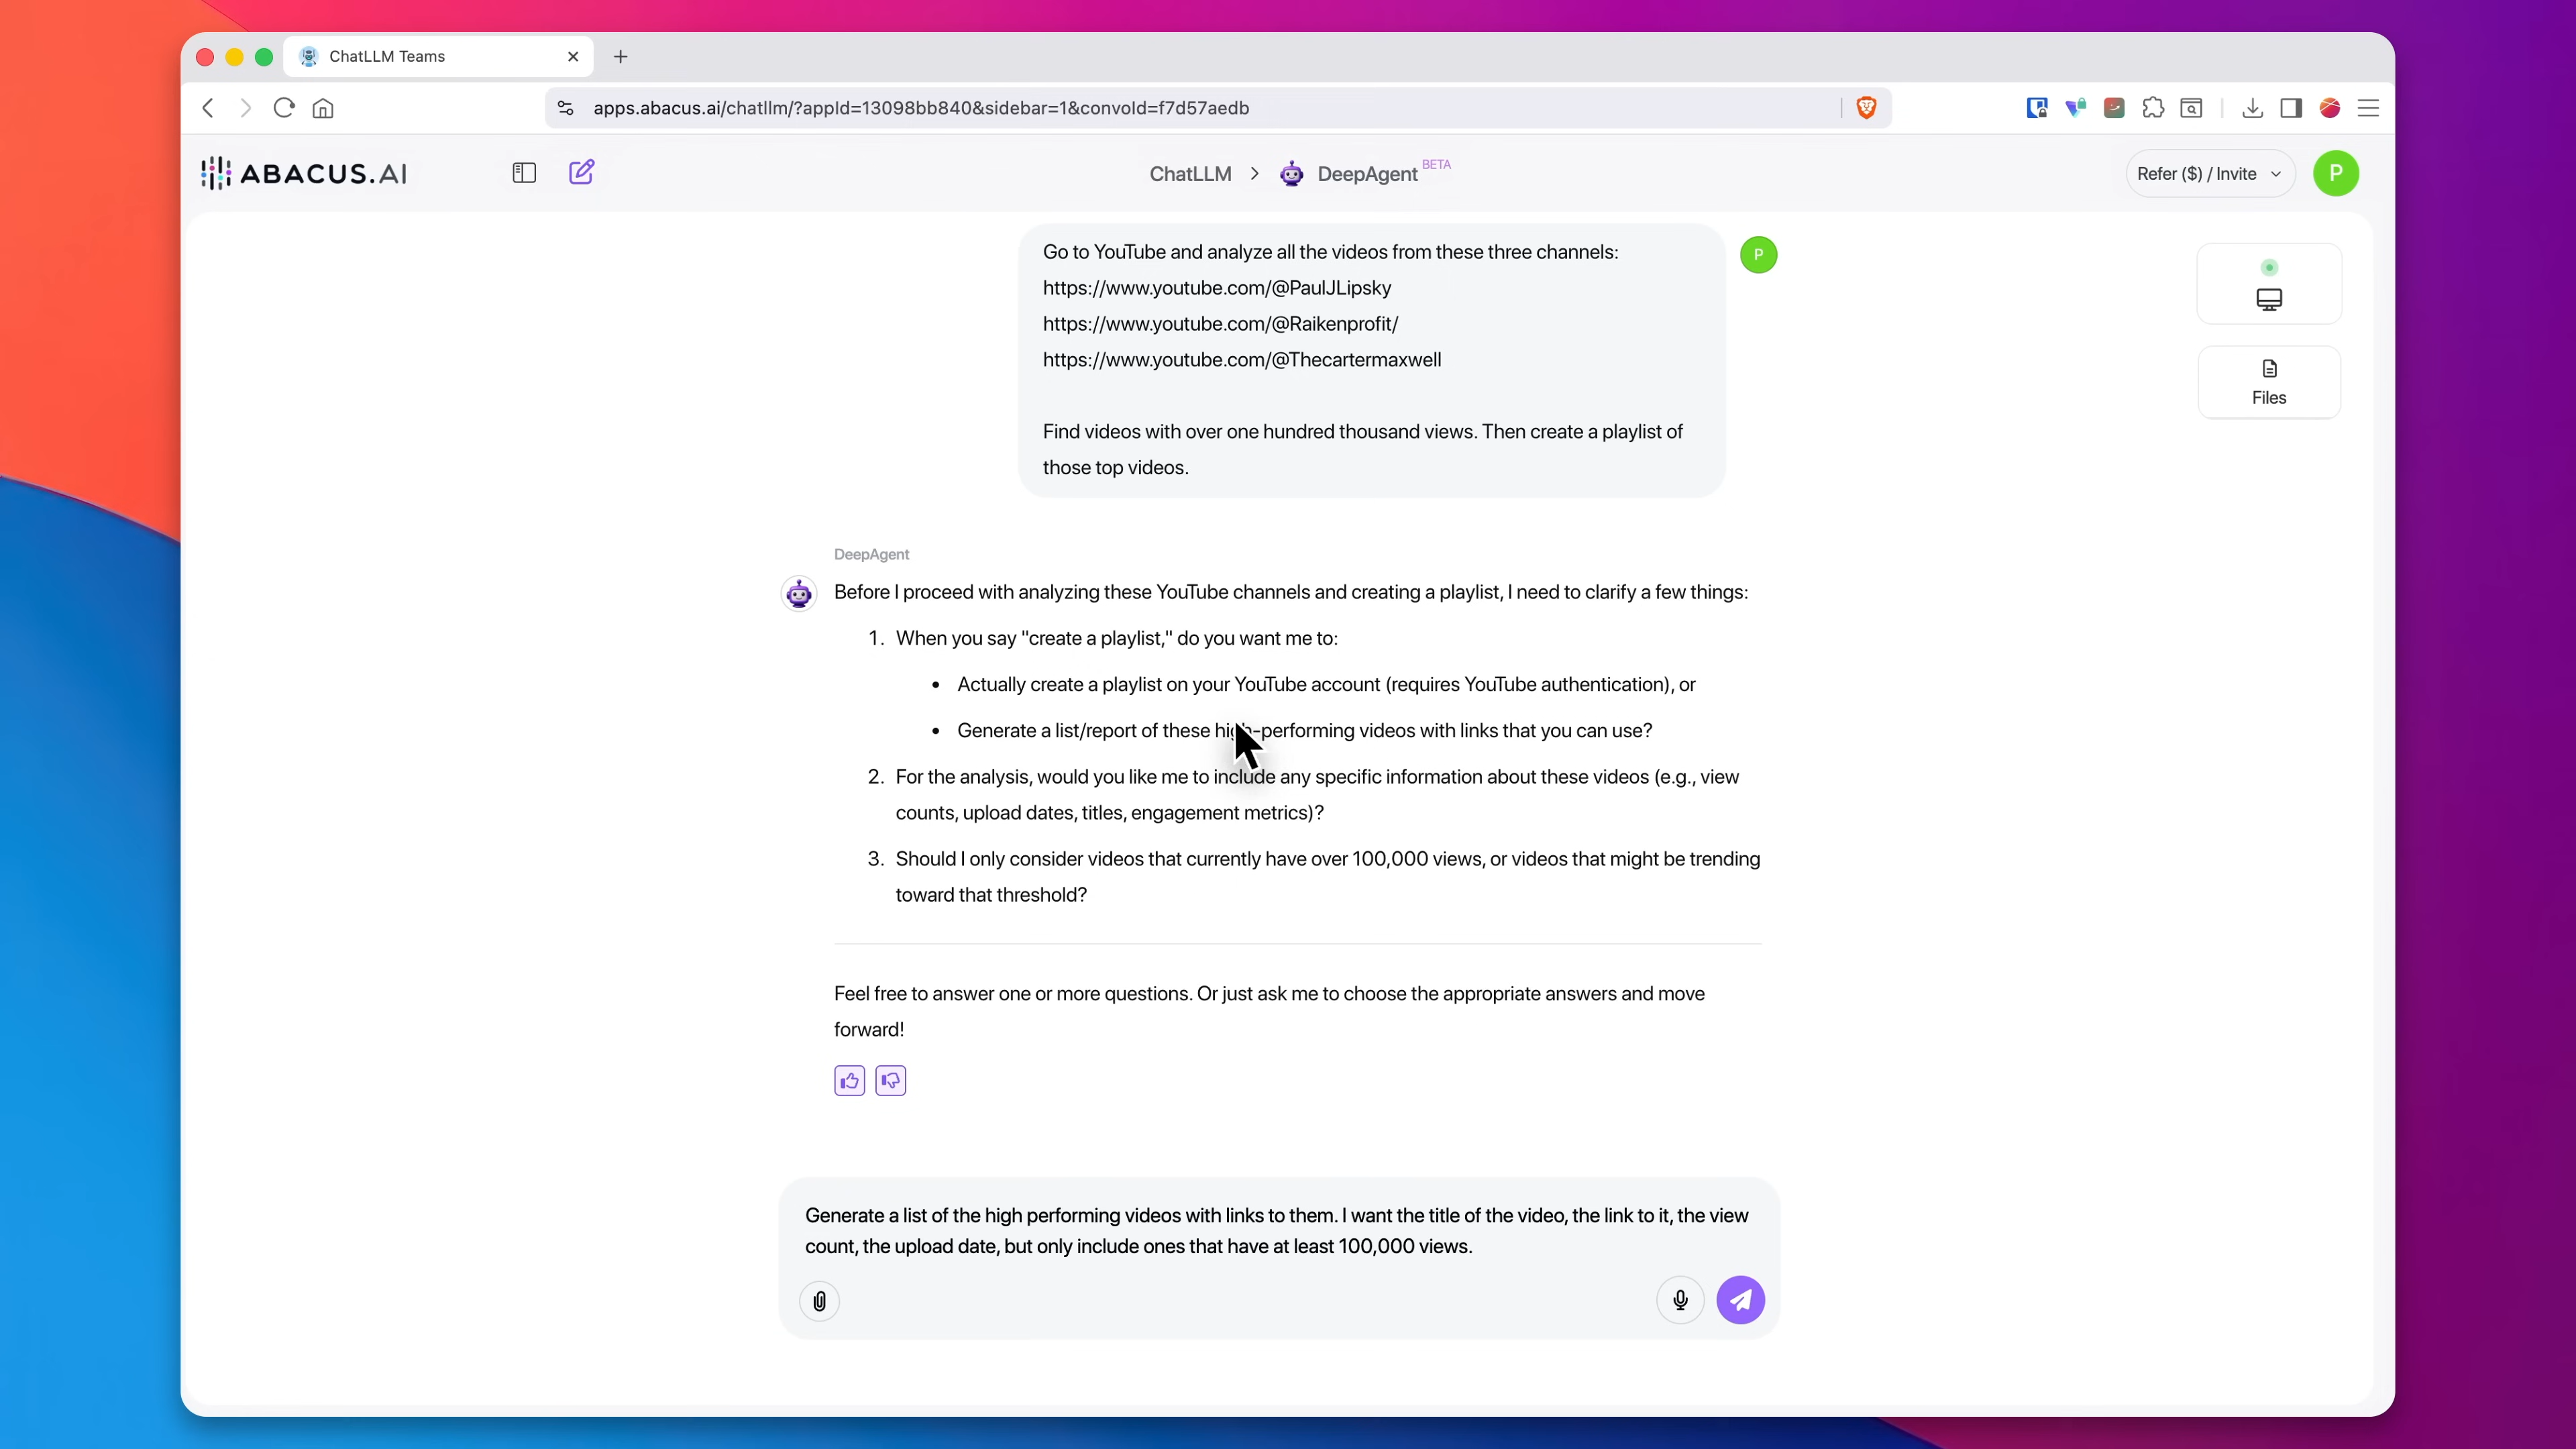 ChatLLM Teams
apps.abacus.ai/chatllm/?appId=13098bb840&sidebar=1&convoId=f7d57aedb
ABACUS.AI
ChatLLM > DeepAgent BETA
Refer ($) / Invite
P
Go to YouTube and analyze all the videos from these three channels:
P
https://www.youtube.com/@PaulJLipsky
https://www.youtube.com/@Raikenprofit/
https://www.youtube.com/@Thecartermaxwell
Files
Find videos with over one hundred thousand views. Then create a playlist of
those top videos.
DeepAgent
Before I proceed with analyzing these YouTube channels and creating a playlist, I need to clarify a few things:
1. When you say "create a playlist," do you want me to:
• Actually create a playlist on your YouTube account (requires YouTube authentication), or
• Generate a list/report of these high-performing videos with links that you can use?
2. For the analysis, would you like me to include any specific information about these videos (e.g., view
counts, upload dates, titles, engagement metrics)?
3. Should I only consider videos that currently have over 100,000 views, or videos that might be trending
toward that threshold?
Feel free to answer one or more questions. Or just ask me to choose the appropriate answers and move
forward!
Generate a list of the high performing videos with links to them. I want the title of the video, the link to it, the view
count, the upload date, but only include ones that have at least 100,000 views.